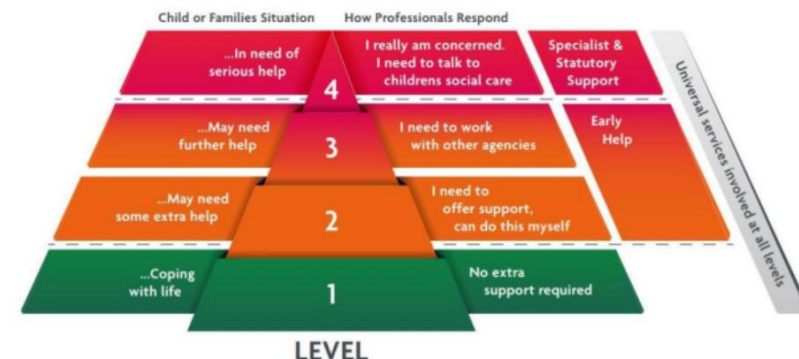 Child or Families Situation
How Professionals Respond
...In need of
serious help
4
I really am concerned.
I need to talk to
childrens social care
Specialist &
Statutory
Support
...May need
further help
3
I need to work
with other agencies
Early
Help
...May need
some extra help
2
I need to
offer support,
can do this myself
...Coping
with life
1
No extra
support required
LEVEL
Universal services involved at all levels